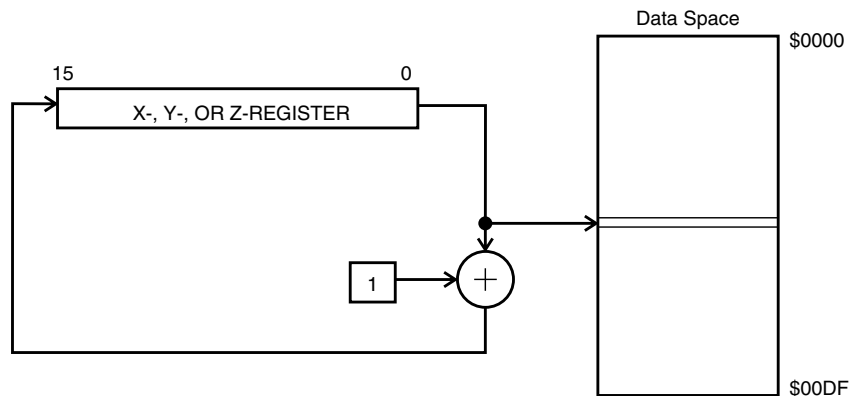 Data Space
$0000
15 0
X-, Y-, OR Z-REGISTER
1
+
$00DF